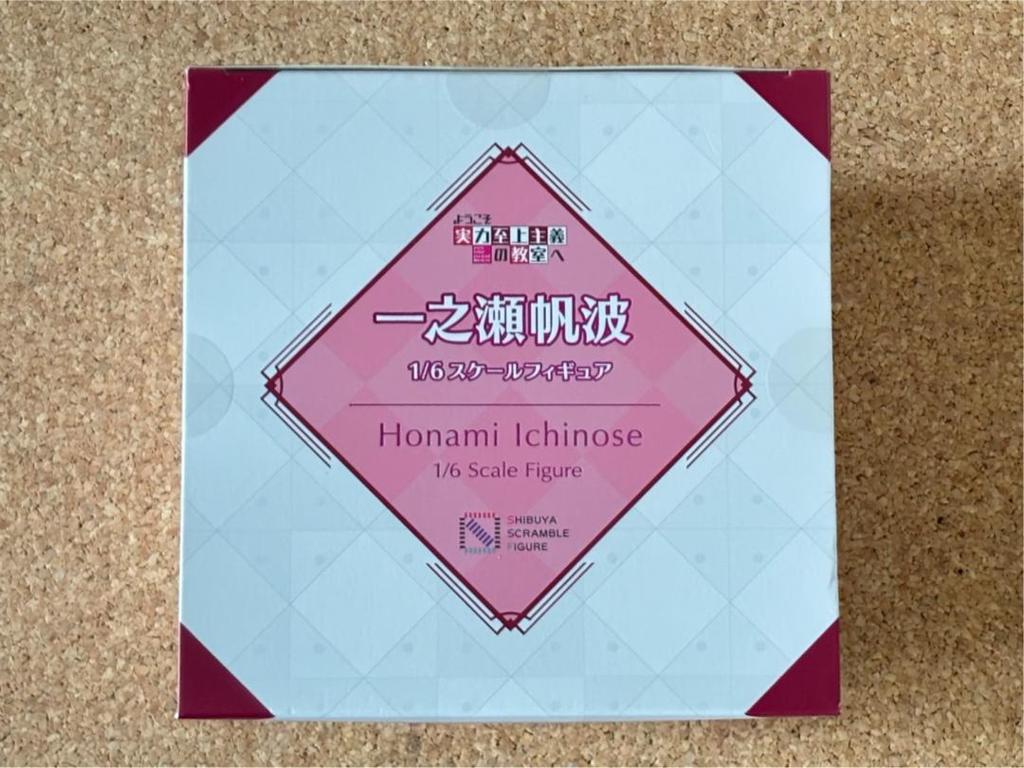 ようこそ
実力至上主義
の教室へ
一之瀬帆波
1/6スケールフィギュア
Honami Ichinose
1/6 Scale Figure
SHIBUYA
SCRAMBLE
FIGURE